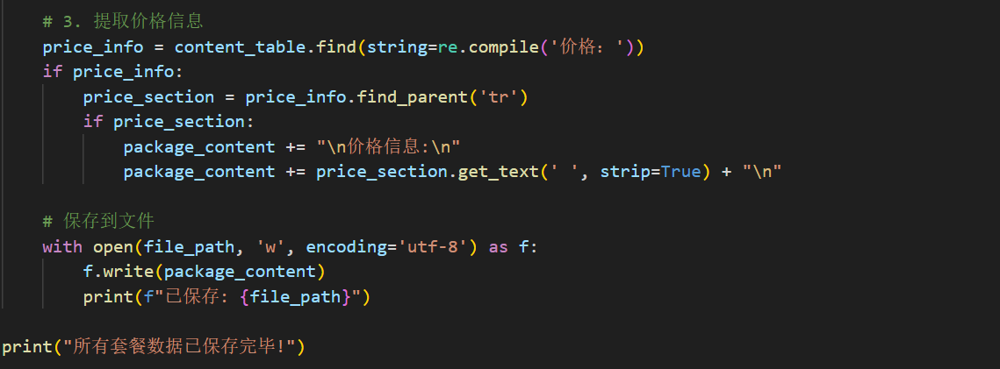 # 3. 提取价格信息
price_info = content_table.find(string=re.compile('价格：'))
if price_info:
price_section = price_info.find_parent('tr')
if price_section:
package_content += "\n价格信息:\n"
package_content += price_section.get_text(' ', strip=True) + "\n"
# 保存到文件
with open(file_path, 'w', encoding='utf-8') as f:
f.write(package_content)
print(f"已保存: {file_path}")
print("所有套餐数据已保存完毕!")